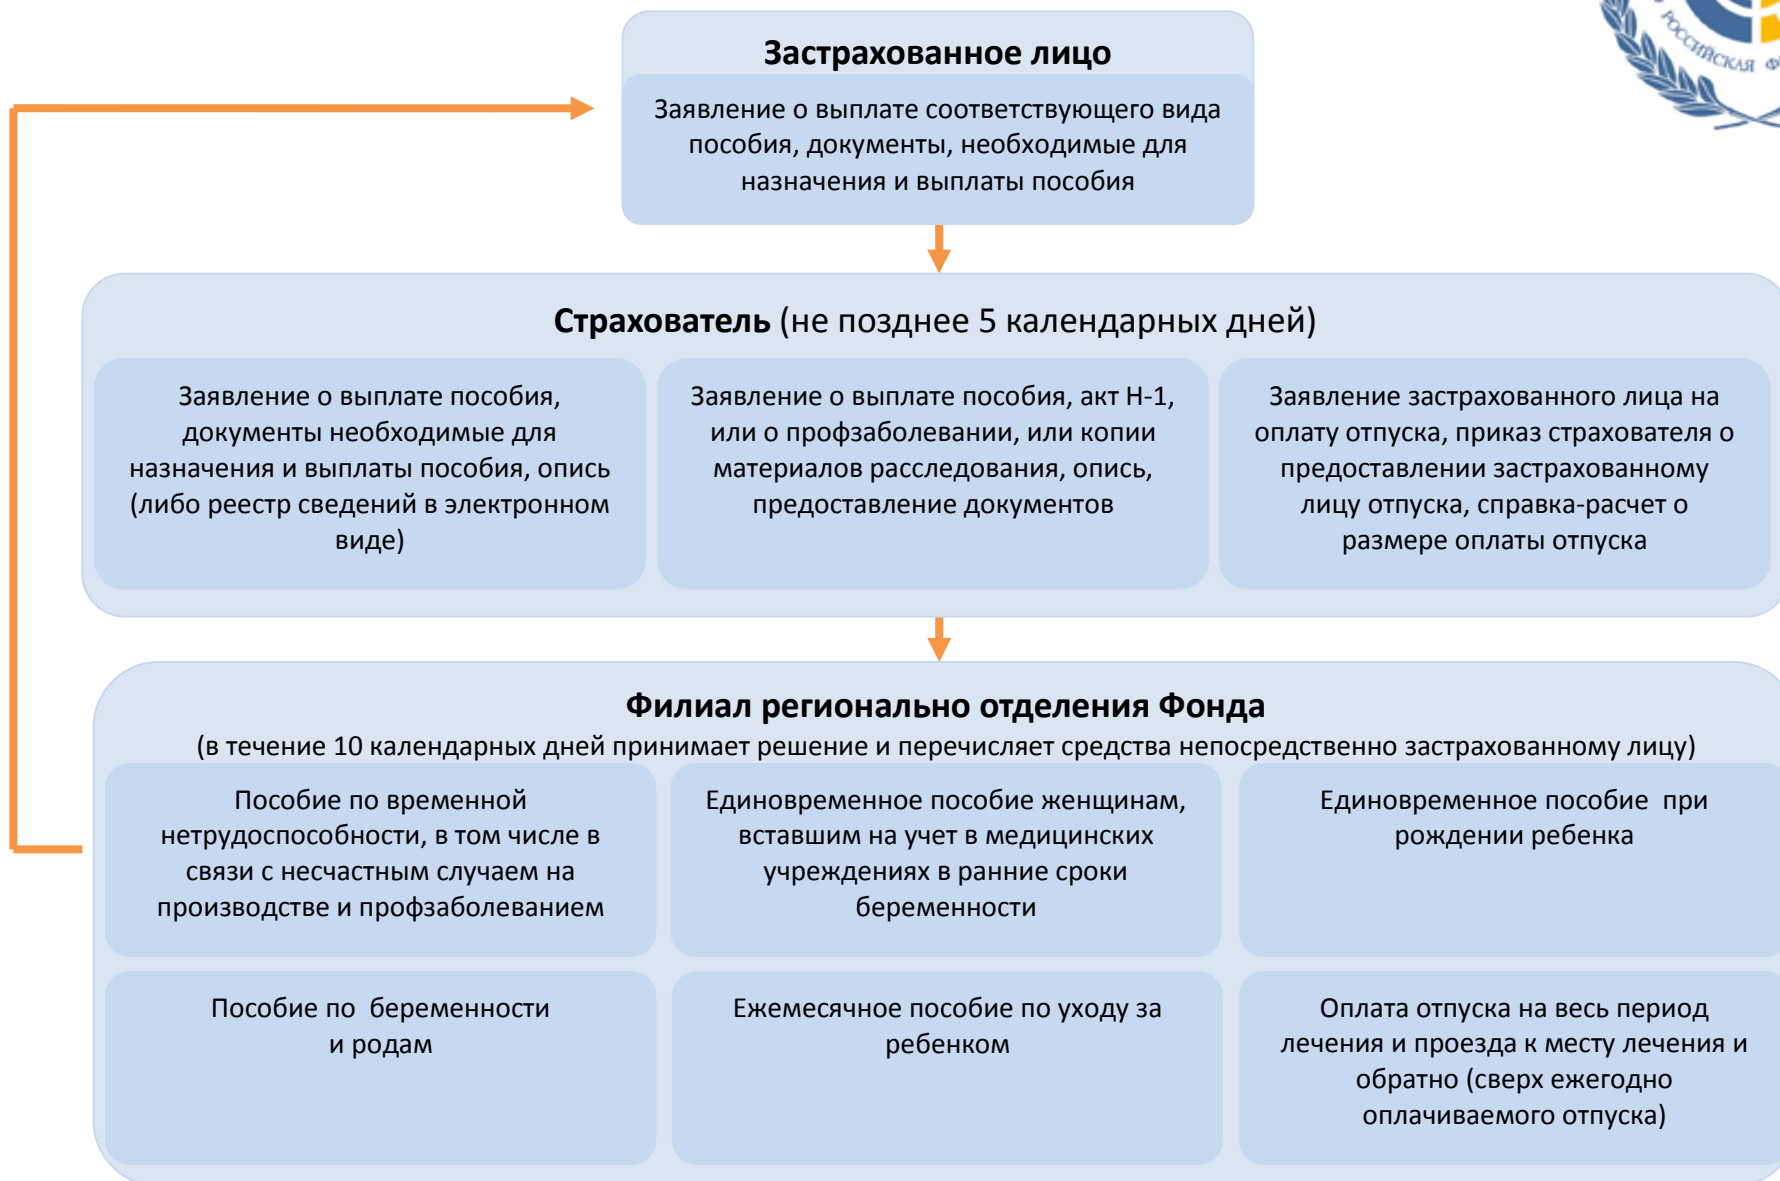 РОССИЙСКАЯ
Застрахованное лицо
Заявление о выплате соответствующего вида
пособия, документы, необходимые для
назначения и выплаты пособия
Страхователь (не позднее 5 календарных дней)
Заявление о выплате пособия,
документы необходимые для
назначения и выплаты пособия, опись
(либо реестр сведений в электронном
виде)
Заявление о выплате пособия, акт Н-1,
или о профзаболевании, или копии
материалов расследования, опись,
предоставление документов
Заявление застрахованного лица на
оплату отпуска, приказ страхователя о
предоставлении застрахованному
лицу отпуска, справка-расчет о
размере оплаты отпуска
Филиал регионально отделения Фонда
(в течение 10 календарных дней принимает решение и перечисляет средства непосредственно застрахованному лицу)
Пособие по временной
нетрудоспособности, в том числе в
связи с несчастным случаем на
производстве и профзаболеванием
Единовременное пособие женщинам,
вставшим на учет в медицинских
учреждениях в ранние сроки
беременности
Единовременное пособие при
рождении ребенка
Пособие по беременности
и родам
Ежемесячное пособие по уходу за
ребенком
Оплата отпуска на весь период
лечения и проезда к месту лечения и
обратно (сверх ежегодно
оплачиваемого отпуска)